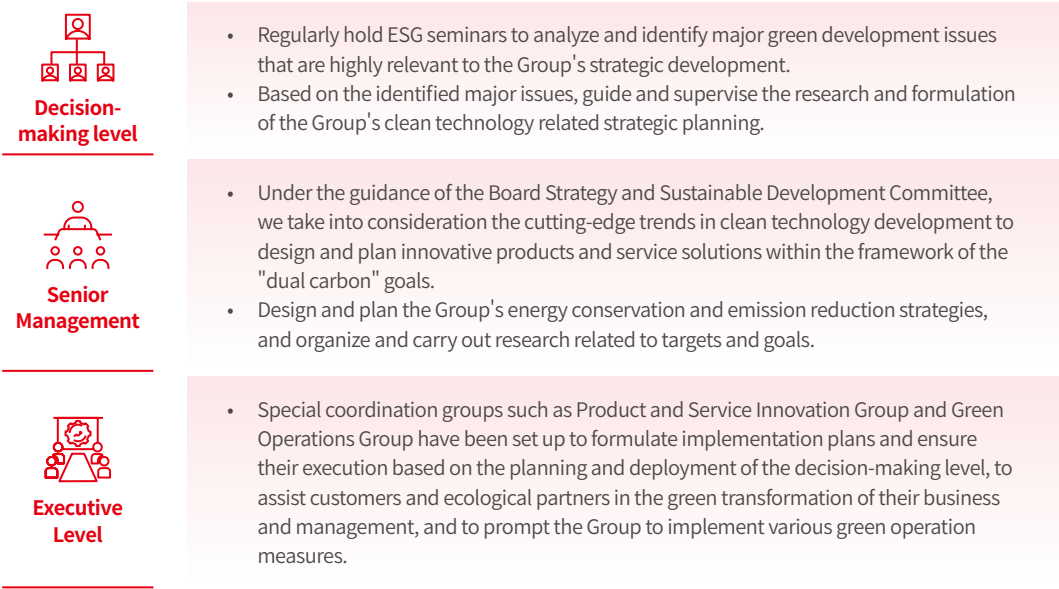 Decision-
making level
• Regularly hold ESG seminars to analyze and identify major green development issues
that are highly relevant to the Group's strategic development.
• Based on the identified major issues, guide and supervise the research and formulation
of the Group's clean technology related strategic planning.
Senior
Management
• Under the guidance of the Board Strategy and Sustainable Development Committee,
we take into consideration the cutting-edge trends in clean technology development to
design and plan innovative products and service solutions within the framework of the
"dual carbon" goals.
• Design and plan the Group's energy conservation and emission reduction strategies,
and organize and carry out research related to targets and goals.
Executive
Level
• Special coordination groups such as Product and Service Innovation Group and Green
Operations Group have been set up to formulate implementation plans and ensure
their execution based on the planning and deployment of the decision-making level, to
assist customers and ecological partners in the green transformation of their business
and management, and to prompt the Group to implement various green operation
measures.